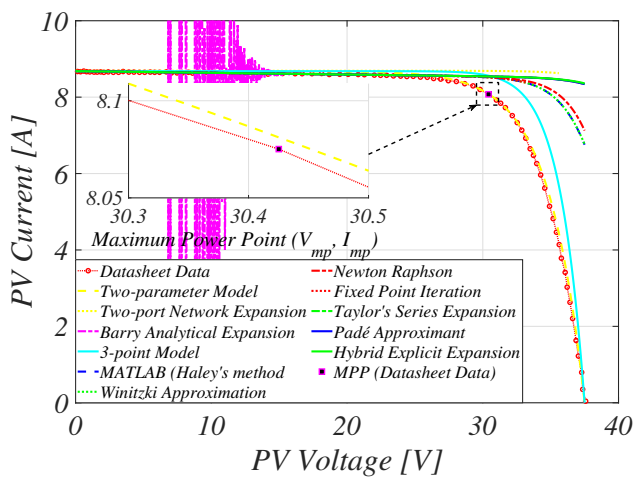 10
8
6
4
2
0
PV Current [A]
8.1
8.05
30.3
30.4
30.5
Maximum Power Point (V_mp, I_mp)
Datasheet Data
Two-parameter Model
Two-port Network Expansion
Barry Analytical Expansion
3-point Model
MATLAB (Haley's method
Winitzki Approximation
Newton Raphson
Fixed Point Iteration
Taylor's Series Expansion
Padé Approximant
Hybrid Explicit Expansion
MPP (Datasheet Data)
0
10
20
30
40
PV Voltage [V]